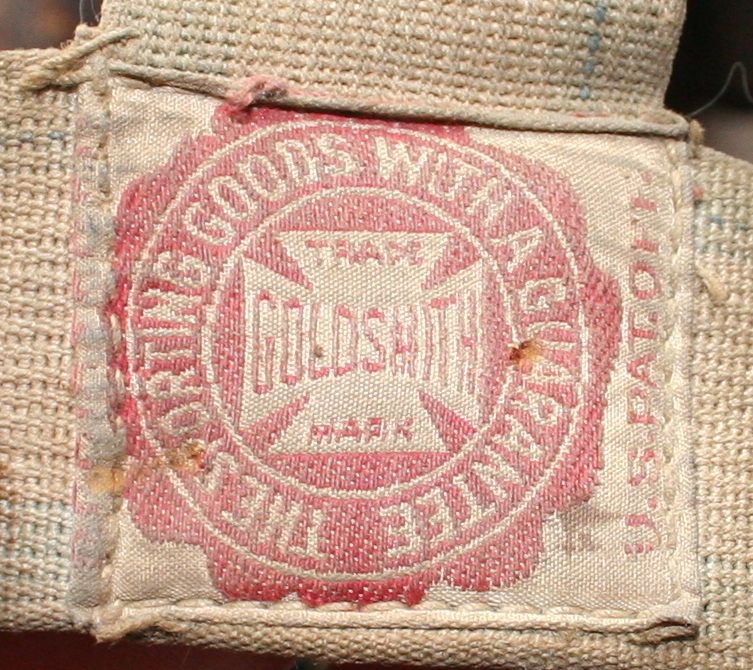 THE SPORTING GOODS WITH A GUARANTEE
TRADE
GOLDSMITH
MARK
U.S. PAT. OFF.